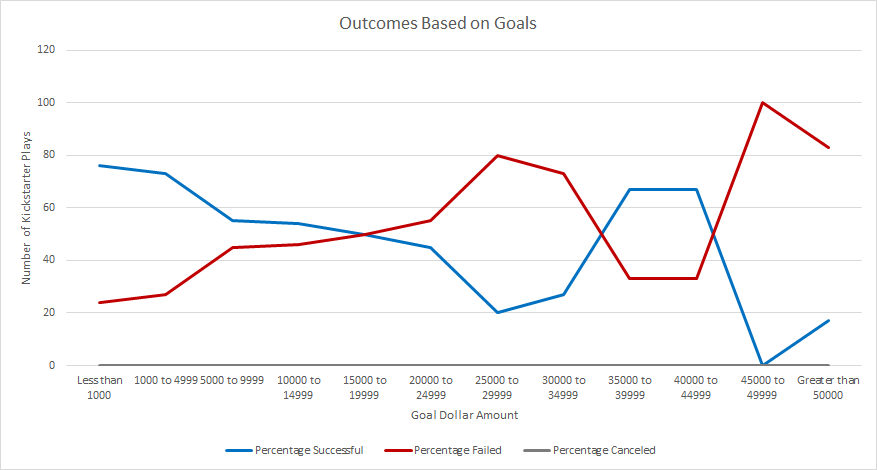 Outcomes Based on Goals
120
100
80
60
40
20
0
Number of Kickstarter Plays
Less than
1000
1000 to 4999
5000 to 9999
10000 to
14999
15000 to
19999
20000 to
24999
25000 to
29999
30000 to
34999
35000 to
39999
40000 to
44999
45000 to
49999
Greater than
50000
Goal Dollar Amount
Percentage Successful
Percentage Failed
Percentage Canceled